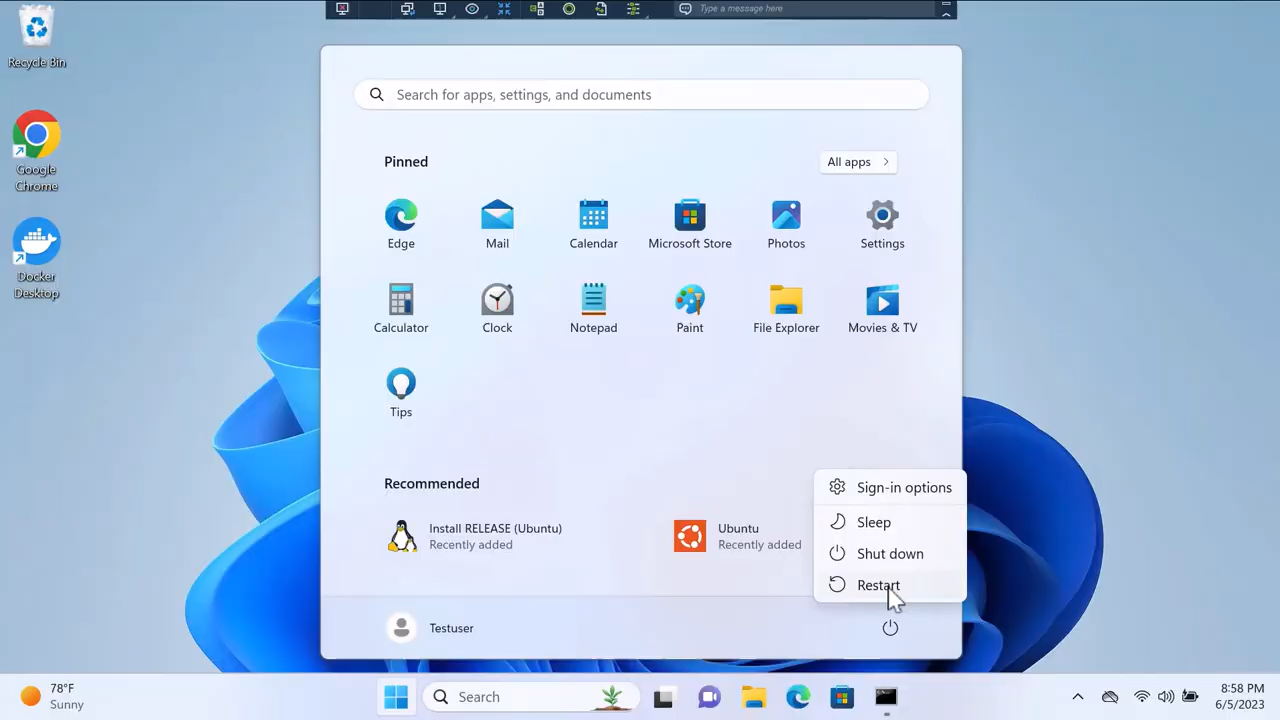 Type a message here
Recycle Bin
Google
Chrome
Docker
Desktop
Search for apps, settings, and documents
Pinned
All apps
Edge
Mail
Calendar
Microsoft Store
Photos
Settings
Calculator
Clock
Notepad
Paint
File Explorer
Movies & TV
Tips
Recommended
Install RELEASE (Ubuntu)
Recently added
Ubuntu
Recently added
Sign-in options
Sleep
Shut down
Restart
Testuser
78°F
Sunny
Search
8:58 PM
6/5/2023